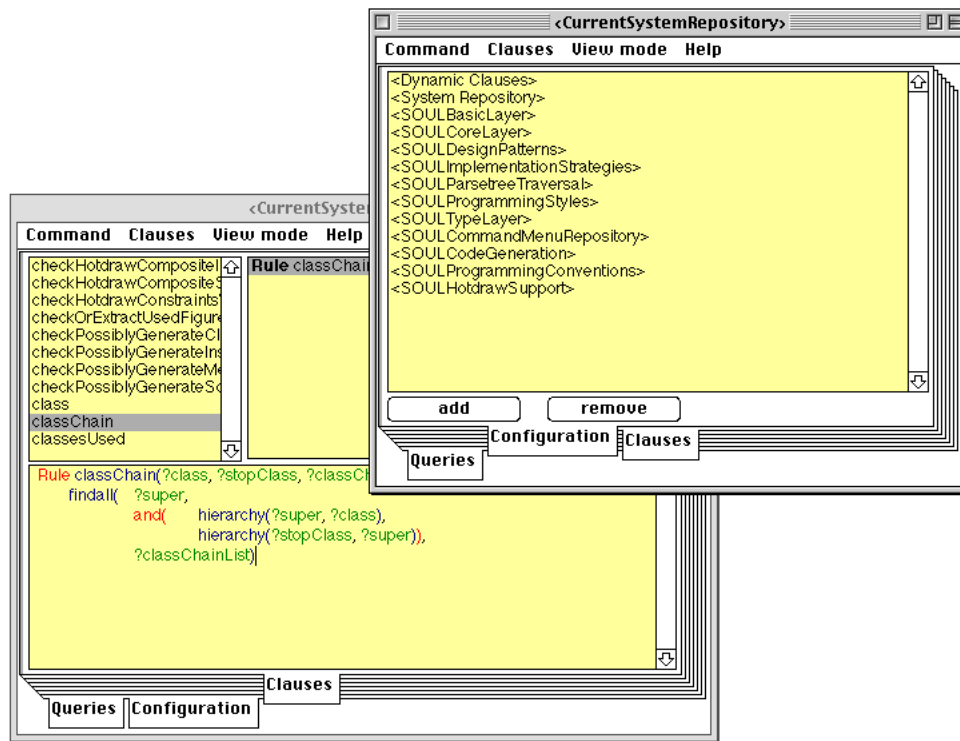 <CurrentSystemRepository>
Command Clauses View mode Help
<Dynamic Clauses>
<System Repository>
<SOULBasicLayer>
<SOULCoreLayer>
<SOULDesignPatterns>
<SOULImplementationStrategies>
<SOULParsetreeTraversal>
<SOULProgrammingStyles>
<SOULTypeLayer>
<SOULCommandMenuRepository>
<SOULCodeGeneration>
<SOULProgrammingConventions>
<SOULHotdrawSupport>
add remove
Queries Configuration Clauses
<CurrentSyste
Command Clauses View mode Help
checkHotdrawComposite
checkHotdrawComposite
checkHotdrawConstraints
checkOrExtractUsedFigure
checkPossiblyGenerateCl
checkPossiblyGenerateIns
checkPossiblyGenerateMe
checkPossiblyGenerateSc
class
classChain
classesUsed
Rule classChain
Rule classChain(?class, ?stopClass, ?classCh
findall( ?super,
and( hierarchy(?super, ?class),
hierarchy(?stopClass, ?super)),
?classChainList)
Queries Configuration Clauses